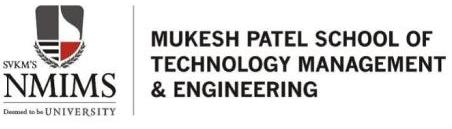 SVKM'S
NMIMS
Deemed to be UNIVERSITY
MUKESH PATEL SCHOOL OF
TECHNOLOGY MANAGEMENT
& ENGINEERING